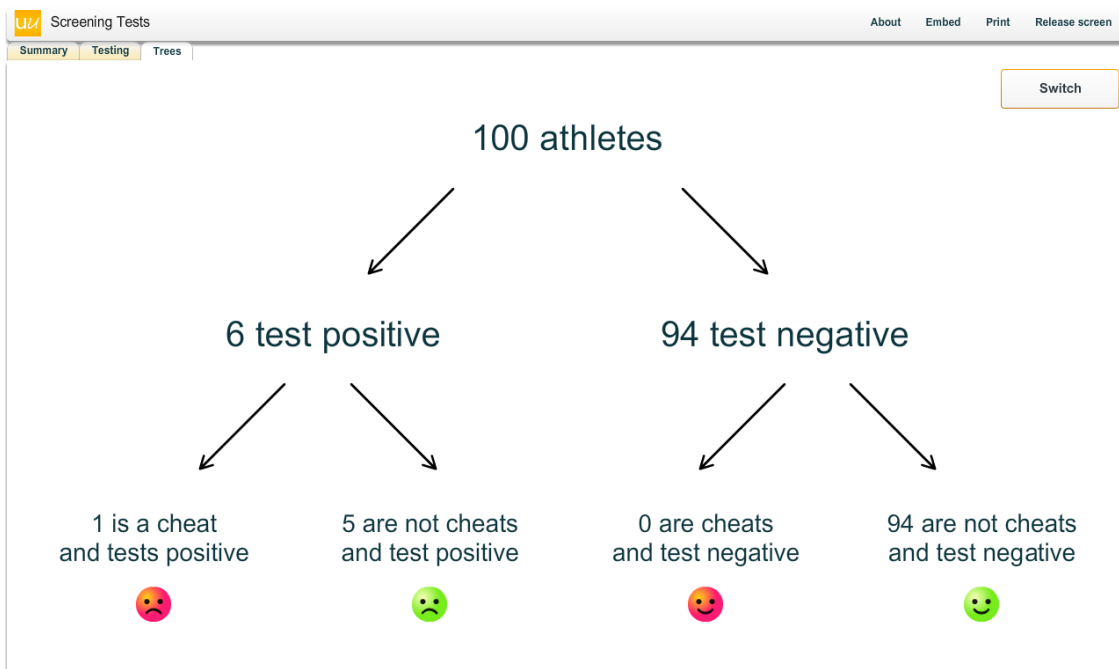 uu Screening Tests About Embed Print Release screen
Summary Testing Trees
Switch
100 athletes
6 test positive 94 test negative
1 is a cheat
and tests positive
5 are not cheats
and test positive
0 are cheats
and test negative
94 are not cheats
and test negative